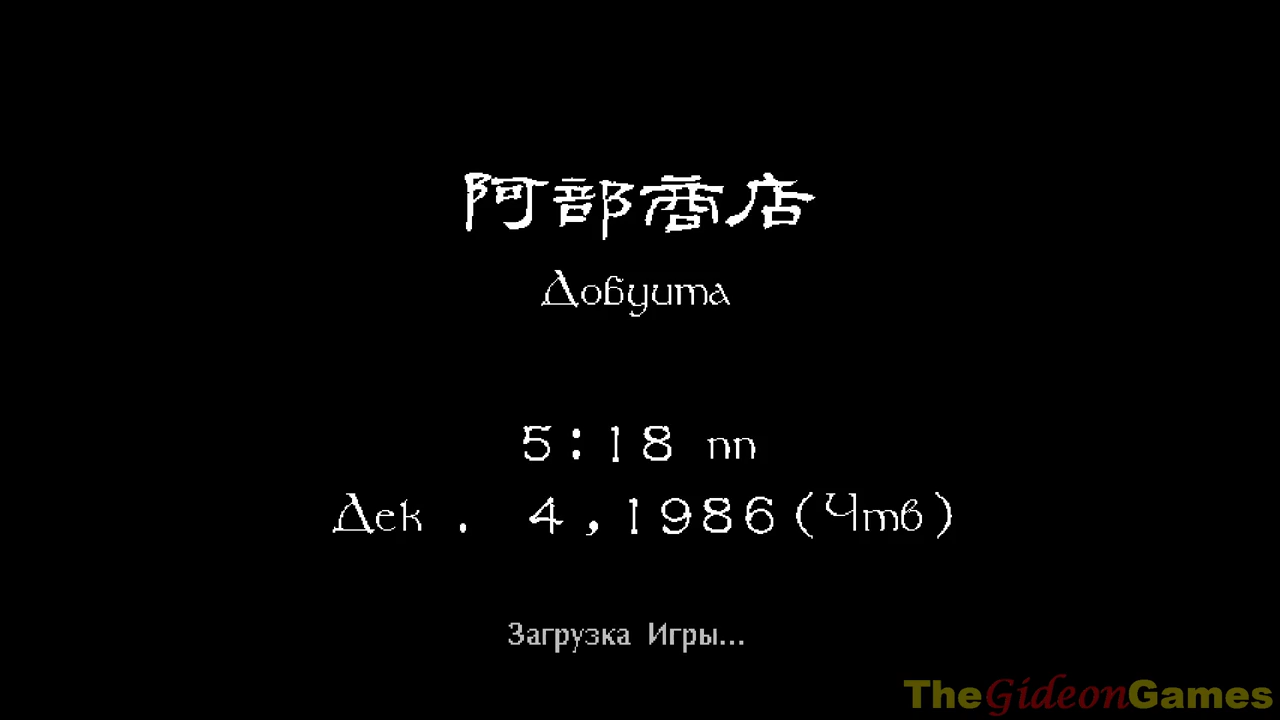 阿部商店
Добуита
5:18 пп
Дек . 4,1986(Чтв)
Загрузка Игры...
TheGideonGames